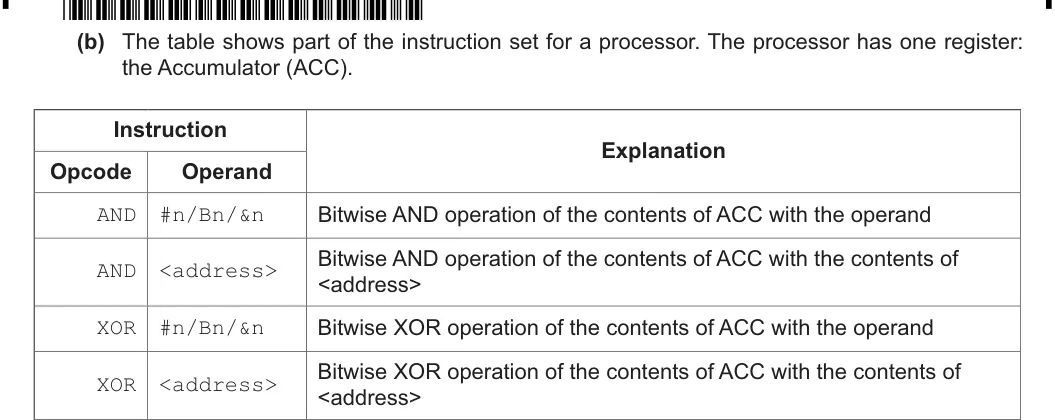 (b) The table shows part of the instruction set for a processor. The processor has one register:
the Accumulator (ACC).
Instruction
Explanation
Opcode Operand
AND #n/Bn/&n Bitwise AND operation of the contents of ACC with the operand
AND <address> Bitwise AND operation of the contents of ACC with the contents of
<address>
XOR #n/Bn/&n Bitwise XOR operation of the contents of ACC with the operand
XOR <address> Bitwise XOR operation of the contents of ACC with the contents of
<address>